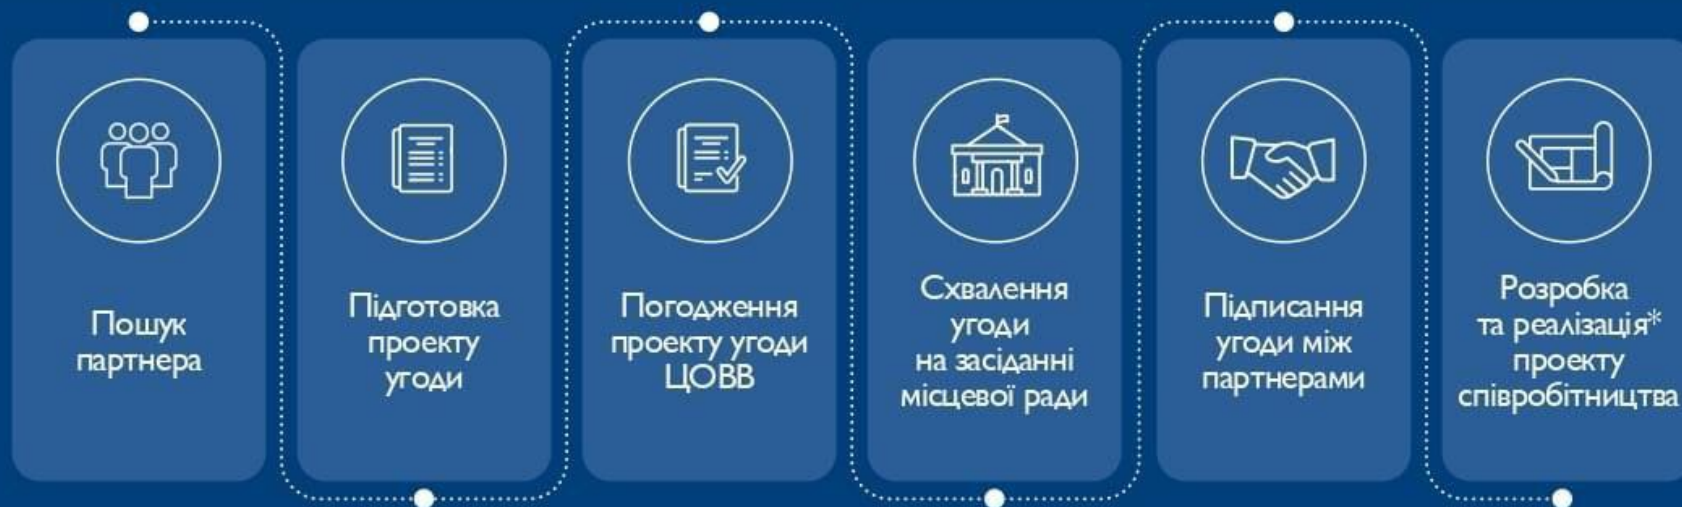 Пошук
партнера
Підготовка
проекту
угоди
Погодження
проекту угоди
ЦОВВ
Схвалення
угоди
на засіданні
місцевої ради
Підписання
угоди між
партнерами
Розробка
та реалізація*
проекту
співробітництва